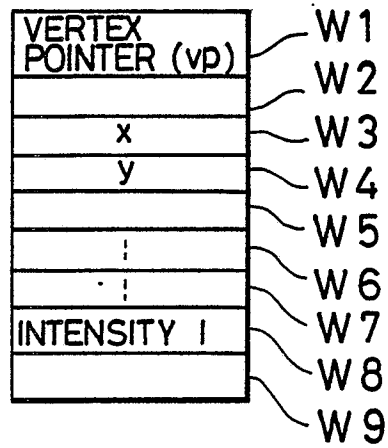 VERTEX
POINTER (vp)
W1
W2
x
W3
y
W4
W5
W6
W7
INTENSITY I
W8
W9